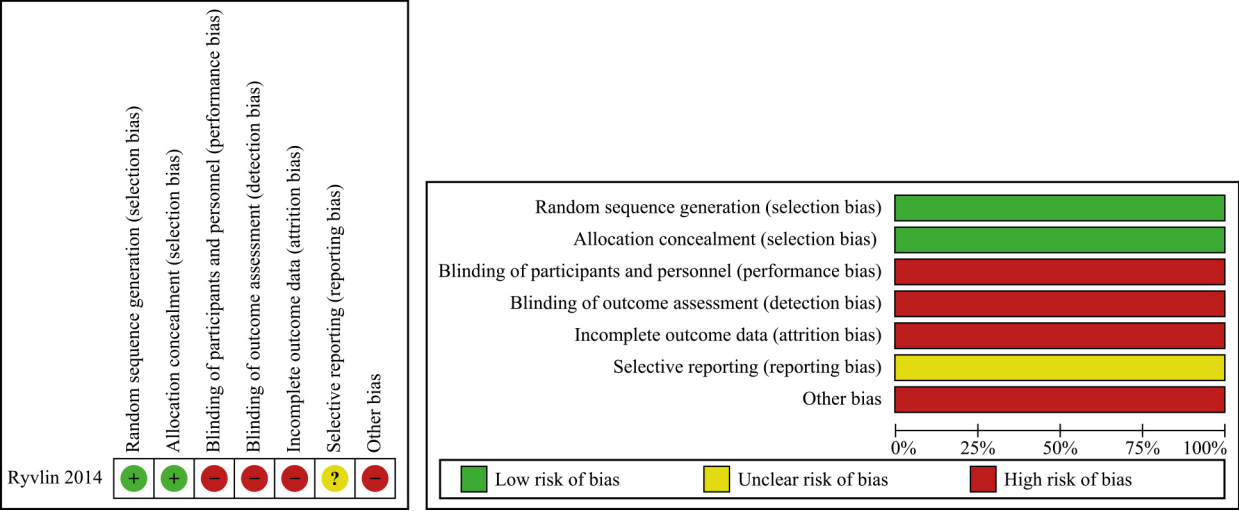 Random sequence generation (selection bias)
Allocation concealment (selection bias)
Blinding of participants and personnel (performance bias)
Blinding of outcome assessment (detection bias)
Incomplete outcome data (attrition bias)
Selective reporting (reporting bias)
Other bias
Ryvlin 2014 + + − − − ? −
Random sequence generation (selection bias)
Allocation concealment (selection bias)
Blinding of participants and personnel (performance bias)
Blinding of outcome assessment (detection bias)
Incomplete outcome data (attrition bias)
Selective reporting (reporting bias)
Other bias
0% 25% 50% 75% 100%
Low risk of bias Unclear risk of bias High risk of bias